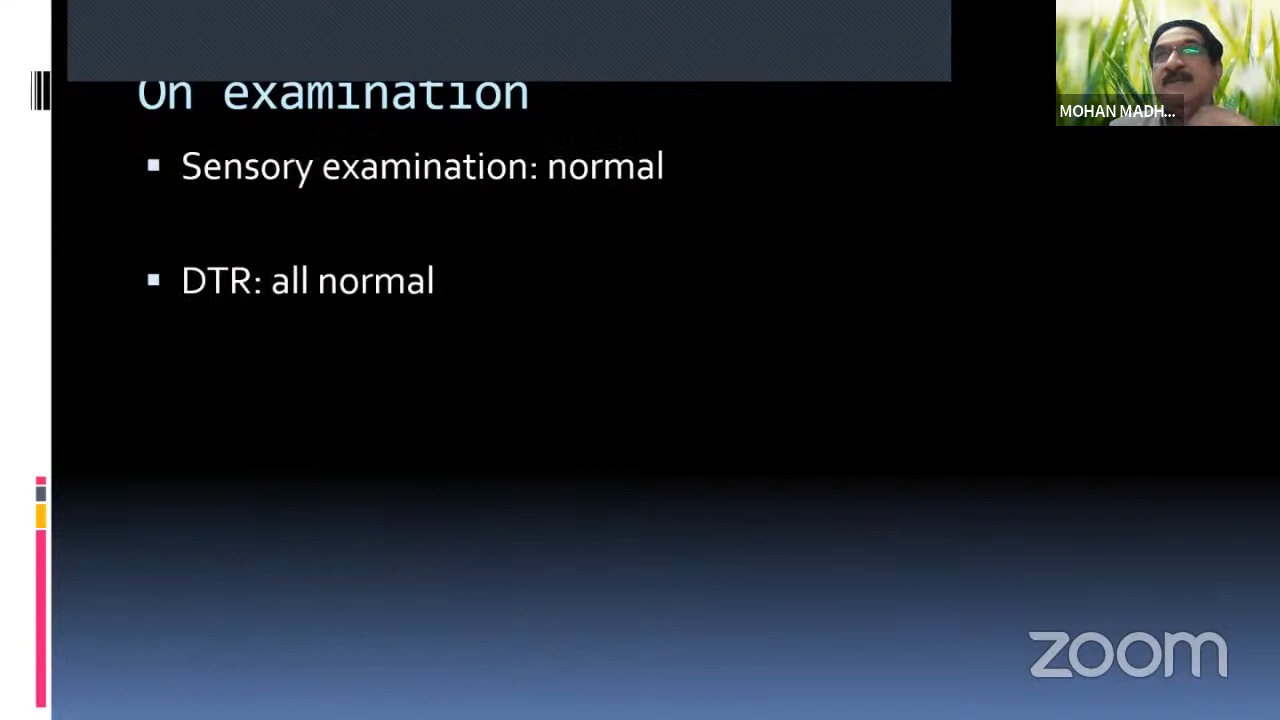 On examination
MOHAN MADH...
Sensory examination: normal
DTR: all normal
zoom